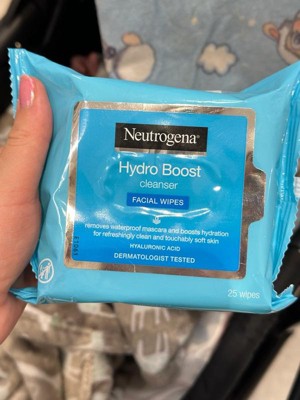 Neutrogena®
Hydro Boost
cleanser
FACIAL WIPES
removes waterproof mascara and boosts hydration
for refreshingly clean and touchably soft skin
HYALURONIC ACID
DERMATOLOGIST TESTED
25 wipes